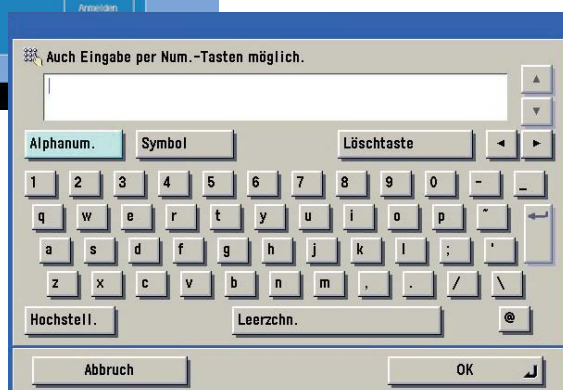 Anmelden
Auch Eingabe per Num.-Tasten möglich.
Alphanum. Symbol Löschtaste
1 2 3 4 5 6 7 8 9 0 - _
q w e r t y u i o p ~
a s d f g h j k l ; '
z x c v b n m , . / \
Hochstell. Leerzchn. @
Abbruch OK